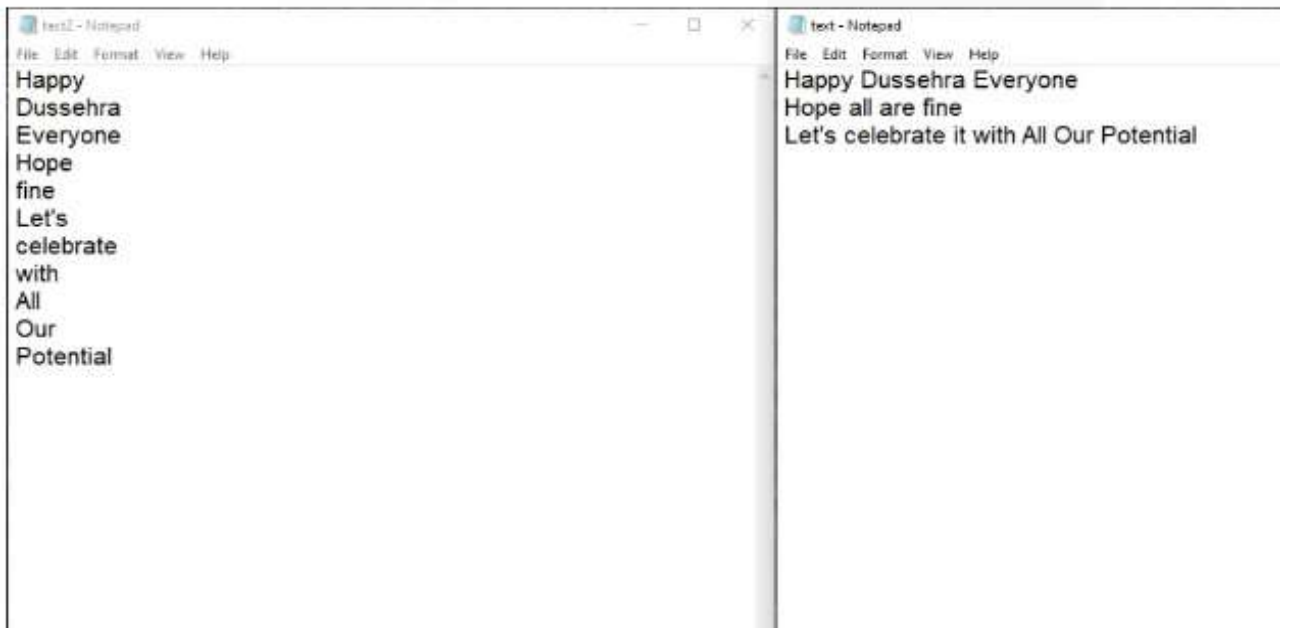 test2 - Notepad
File Edit Format View Help
Happy
Dussehra
Everyone
Hope
fine
Let's
celebrate
with
All
Our
Potential
text - Notepad
File Edit Format View Help
Happy Dussehra Everyone
Hope all are fine
Let's celebrate it with All Our Potential